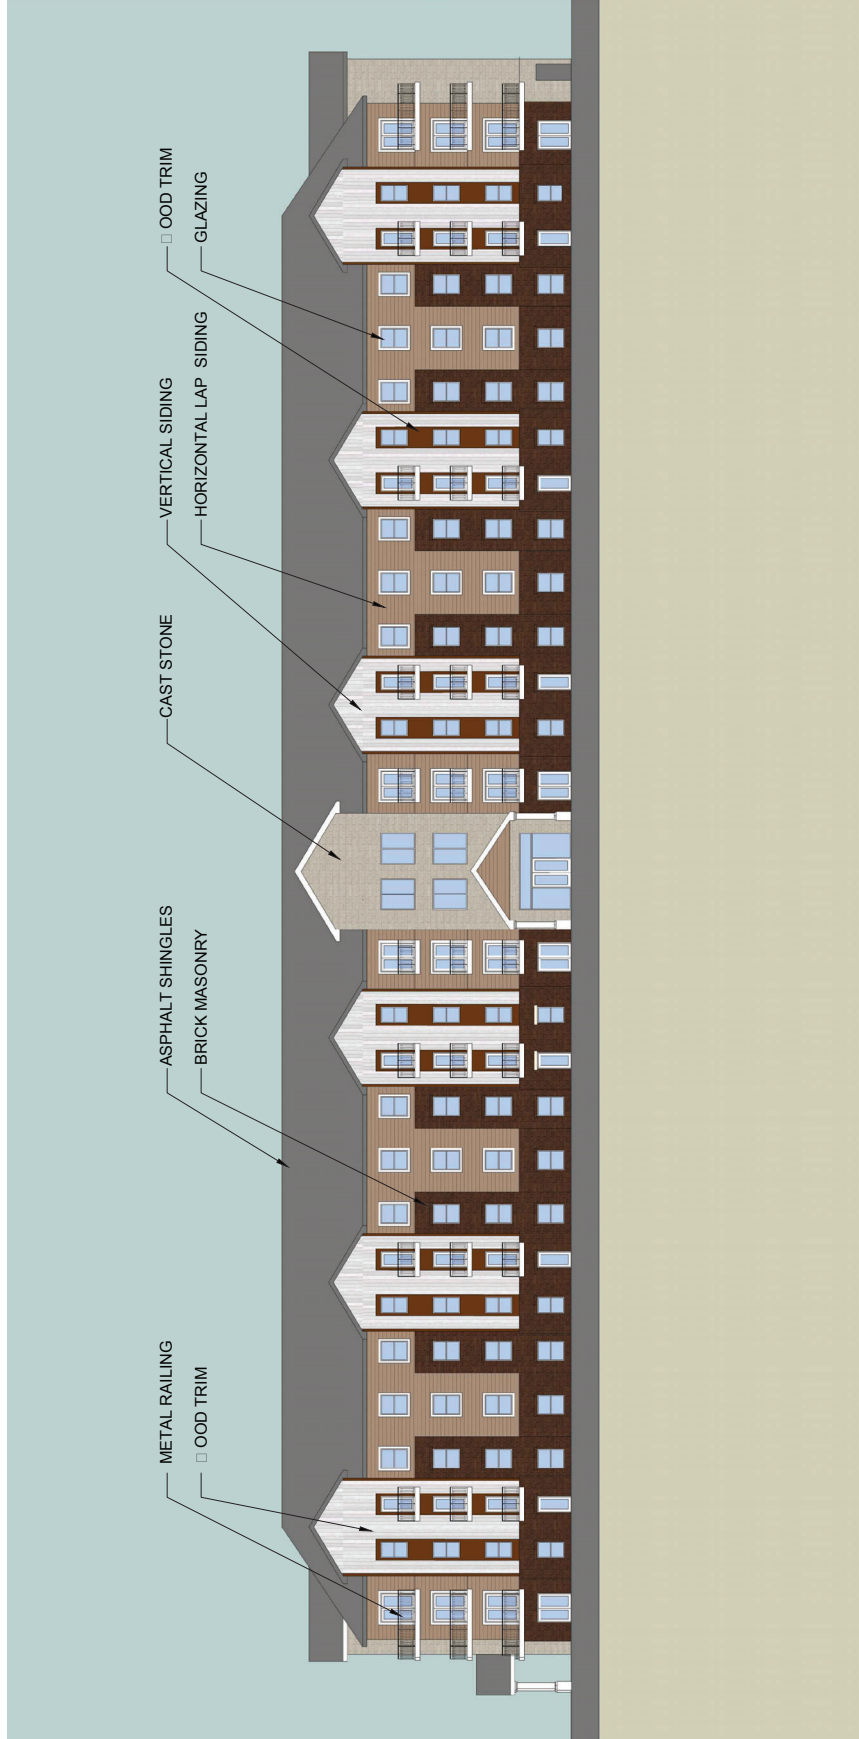 METAL RAILING
□ OOD TRIM
ASPHALT SHINGLES
BRICK MASONRY
CAST STONE
VERTICAL SIDING
HORIZONTAL LAP SIDING
□ OOD TRIM
GLAZING